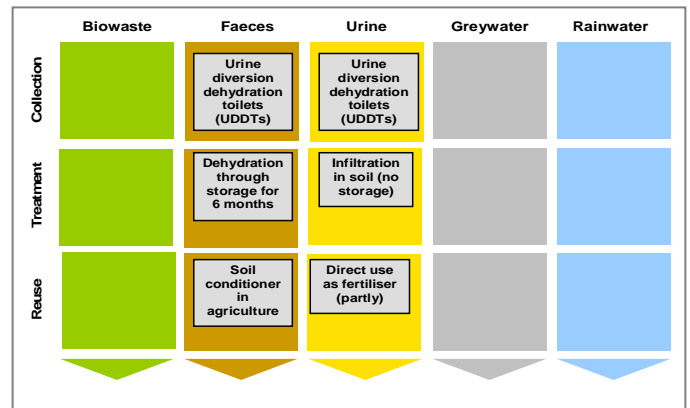 Biowaste Faeces Urine Greywater Rainwater
Collection
Urine
diversion
dehydration
toilets
(UDDTs)
Urine
diversion
dehydration
toilets
(UDDTs)
Treatment
Dehydration
through
storage for
6 months
Infiltration
in soil (no
storage)
Reuse
Soil
conditioner
in
agriculture
Direct use
as fertiliser
(partly)